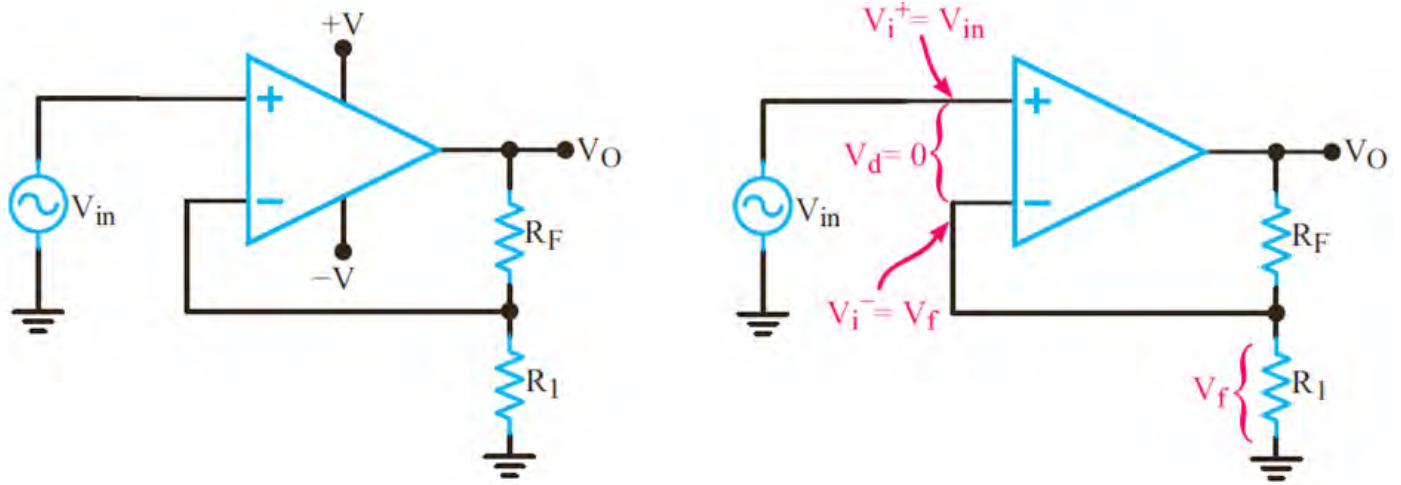 +V
+
−
V_in
−V
V_O
R_F
R_1
V_i^+ = V_in
+
V_d = 0
−
V_in
V_i^- = V_f
V_O
R_F
V_f
R_1